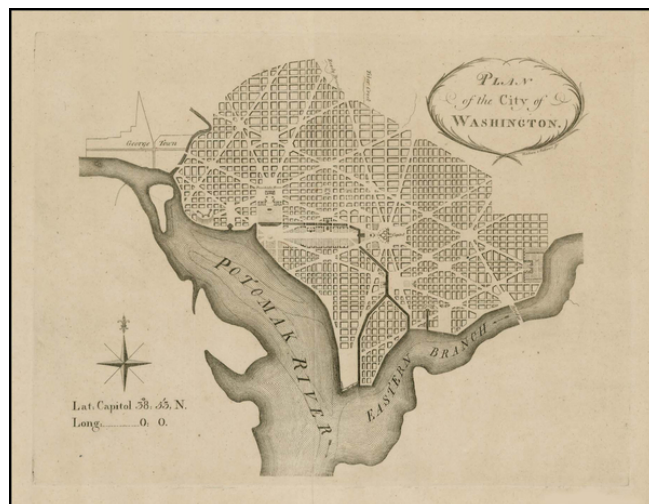 PLAN
of the City of
WASHINGTON.
George Town
POTOMAK RIVER
EASTERN BRANCH
Lat. Capitol 38. 53. N.
Long. 0. 0.